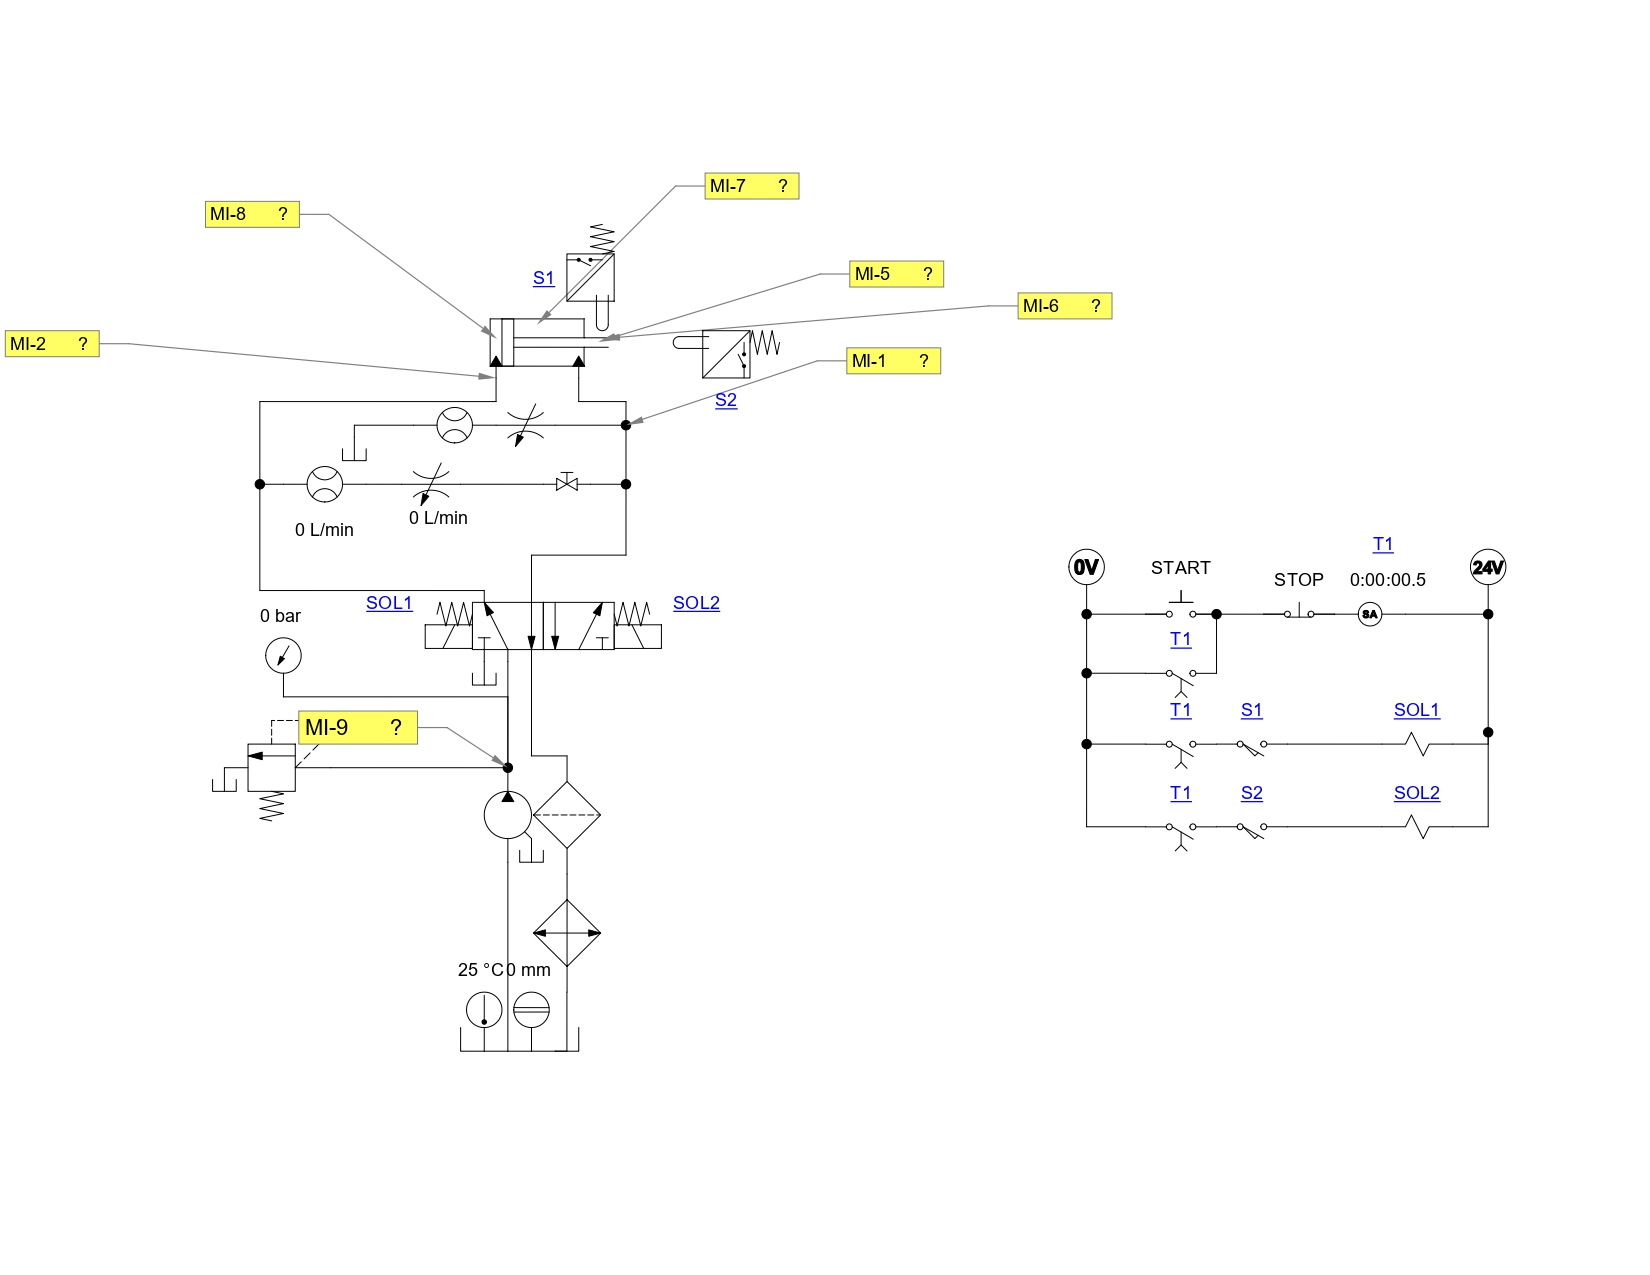 MI-7 ?
MI-8 ?
S1
MI-5 ?
MI-6 ?
MI-2 ?
MI-1 ?
S2
0 L/min
0 L/min
T1
0V
START
STOP
0:00:00.5
24V
SOL1
SOL2
0 bar
SA
T1
MI-9 ?
T1
S1
SOL1
T1
S2
SOL2
25 °C
0 mm